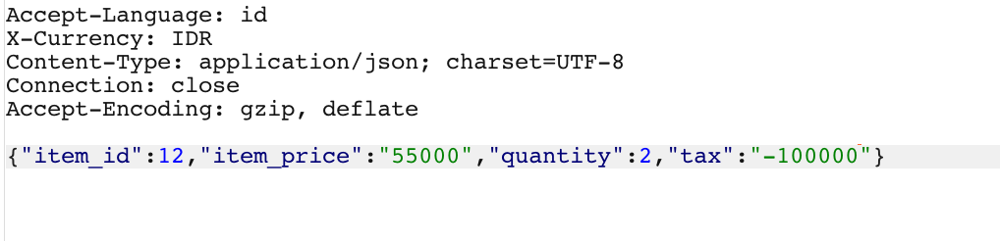 Accept-Language: id
X-Currency: IDR
Content-Type: application/json; charset=UTF-8
Connection: close
Accept-Encoding: gzip, deflate
{"item_id":12,"item_price":"55000","quantity":2,"tax":"-100000"}